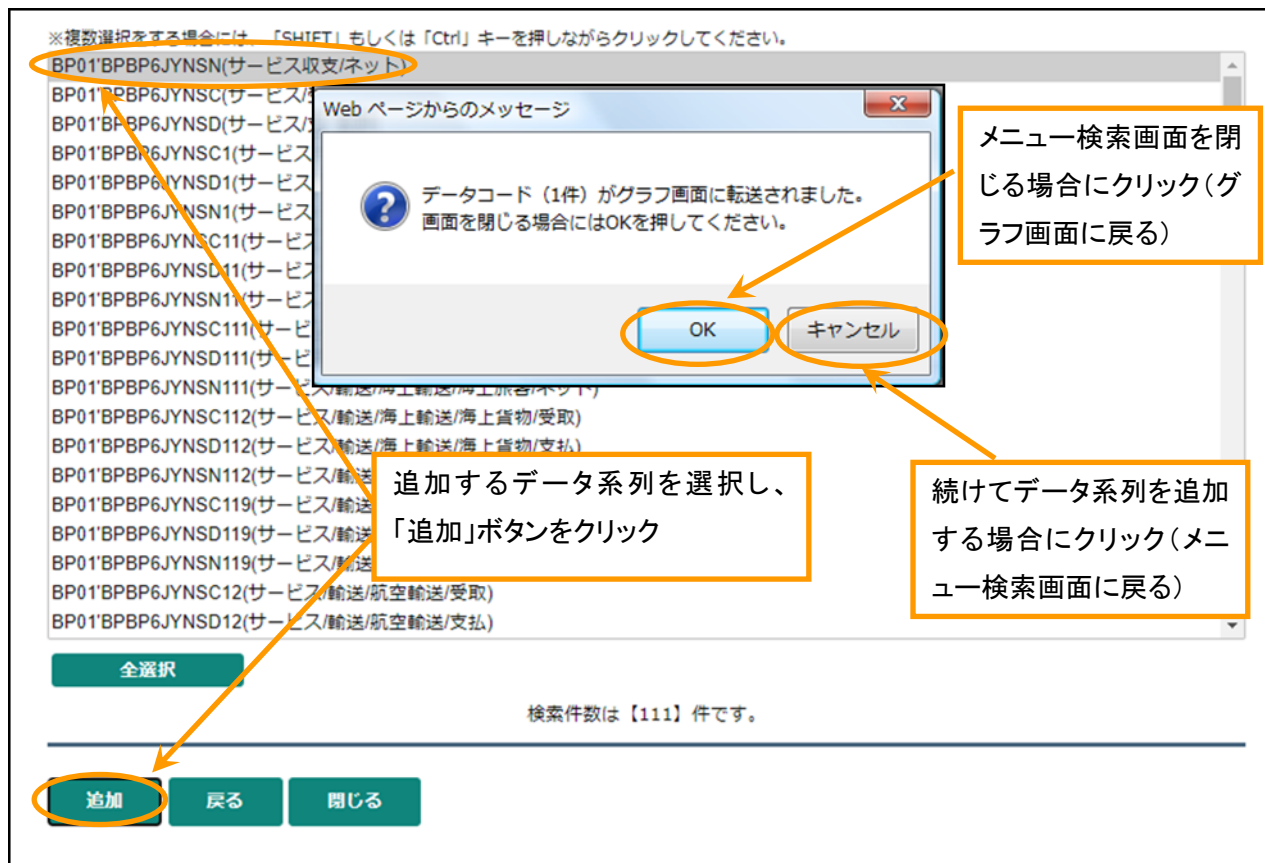 ※複数選択をする場合には、「SHIFT」もしくは「Ctrl」キーを押しながらクリックしてください。
BP01'BPBP6JYNSN(サービス収支/ネット)
BP01'BPBP6JYNSC(サービス/
BP01'BPBP6JYNSD(サービス/
BP01'BPBP6JYNSC1(サービス
BP01'BPBP6JYNSD1(サービス
BP01'BPBP6JYNSN1(サービス
BP01'BPBP6JYNSC11(サービス
BP01'BPBP6JYNSD11(サービス
BP01'BPBP6JYNSN11(サービス
BP01'BPBP6JYNSC111(サービ
BP01'BPBP6JYNSD111(サービ
BP01'BPBP6JYNSN111(サービス/輸送/海上輸送/海上旅客/ネット)
BP01'BPBP6JYNSC112(サービス/輸送/海上輸送/海上貨物/受取)
BP01'BPBP6JYNSD112(サービス/輸送/海上輸送/海上貨物/支払)
BP01'BPBP6JYNSN112(サービス/輸送
BP01'BPBP6JYNSC119(サービス/輸送
BP01'BPBP6JYNSD119(サービス/輸送
BP01'BPBP6JYNSN119(サービス/輸送
BP01'BPBP6JYNSC12(サービス/輸送/航空輸送/受取)
BP01'BPBP6JYNSD12(サービス/輸送/航空輸送/支払)
Web ページからのメッセージ
データコード（1件）がグラフ画面に転送されました。
画面を閉じる場合にはOKを押してください。
OK
キャンセル
メニュー検索画面を閉
じる場合にクリック（グ
ラフ画面に戻る）
追加するデータ系列を選択し、
「追加」ボタンをクリック
続けてデータ系列を追加
する場合にクリック（メニ
ュー検索画面に戻る）
全選択
検索件数は【111】件です。
追加
戻る
閉じる